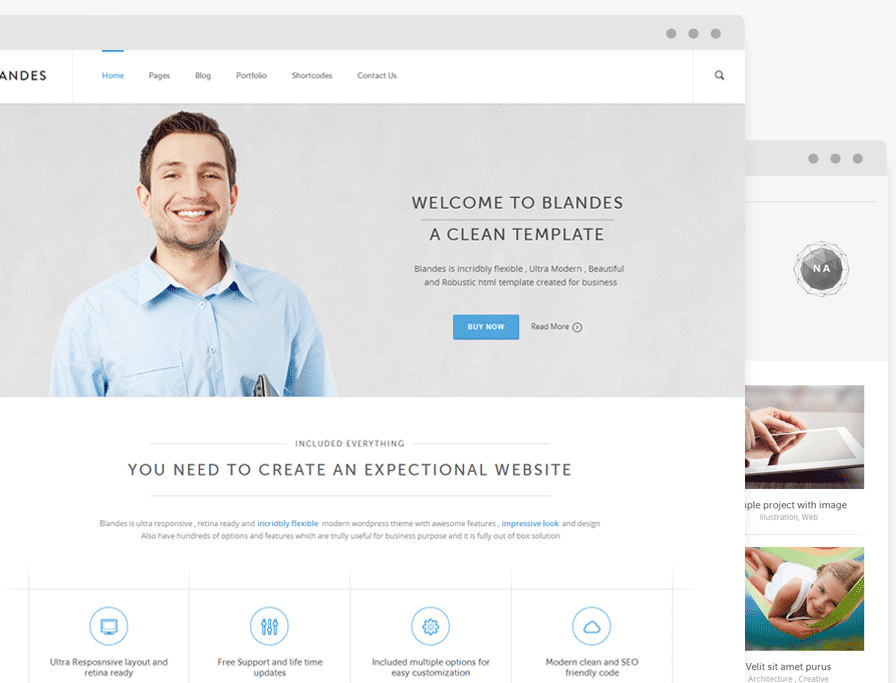 ANDES
Home Pages Blog Portfolio Shortcodes Contact Us
WELCOME TO BLANDES
A CLEAN TEMPLATE
Blandes is incridbly flexible , Ultra Modern , Beautiful
and Robustic html template created for business
BUY NOW Read More
NA
INCLUDED EVERYTHING
YOU NEED TO CREATE AN EXPECTIONAL WEBSITE
Blandes is ultra responsive , retina ready and incridbly flexible modern wordpress theme with awesome features , impressive look and design
Also have hundreds of options and features which are trully useful for business purpose and it is fully out of box solution
Ultra Resposnsive layout and
retina ready
Free Support and life time
updates
Included multiple options for
easy customization
Modern clean and SEO
friendly code
ple project with image
Illustration, Web
Velit sit amet purus
Architecture , Creative